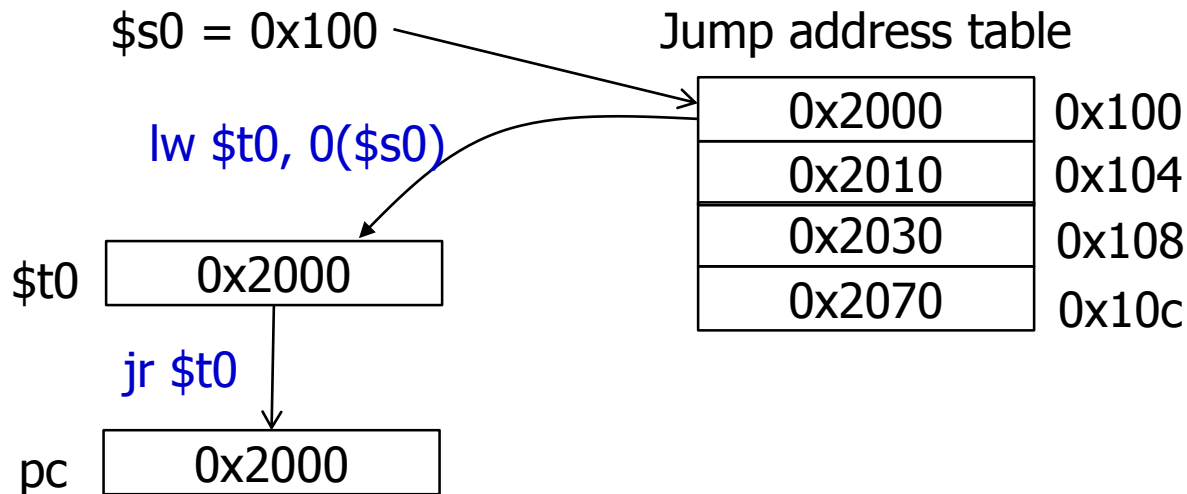 $s0 = 0x100
Jump address table
0x2000 0x100
lw $t0, 0($s0)
0x2010 0x104
0x2030 0x108
$t0 0x2000
0x2070 0x10c
jr $t0
pc 0x2000